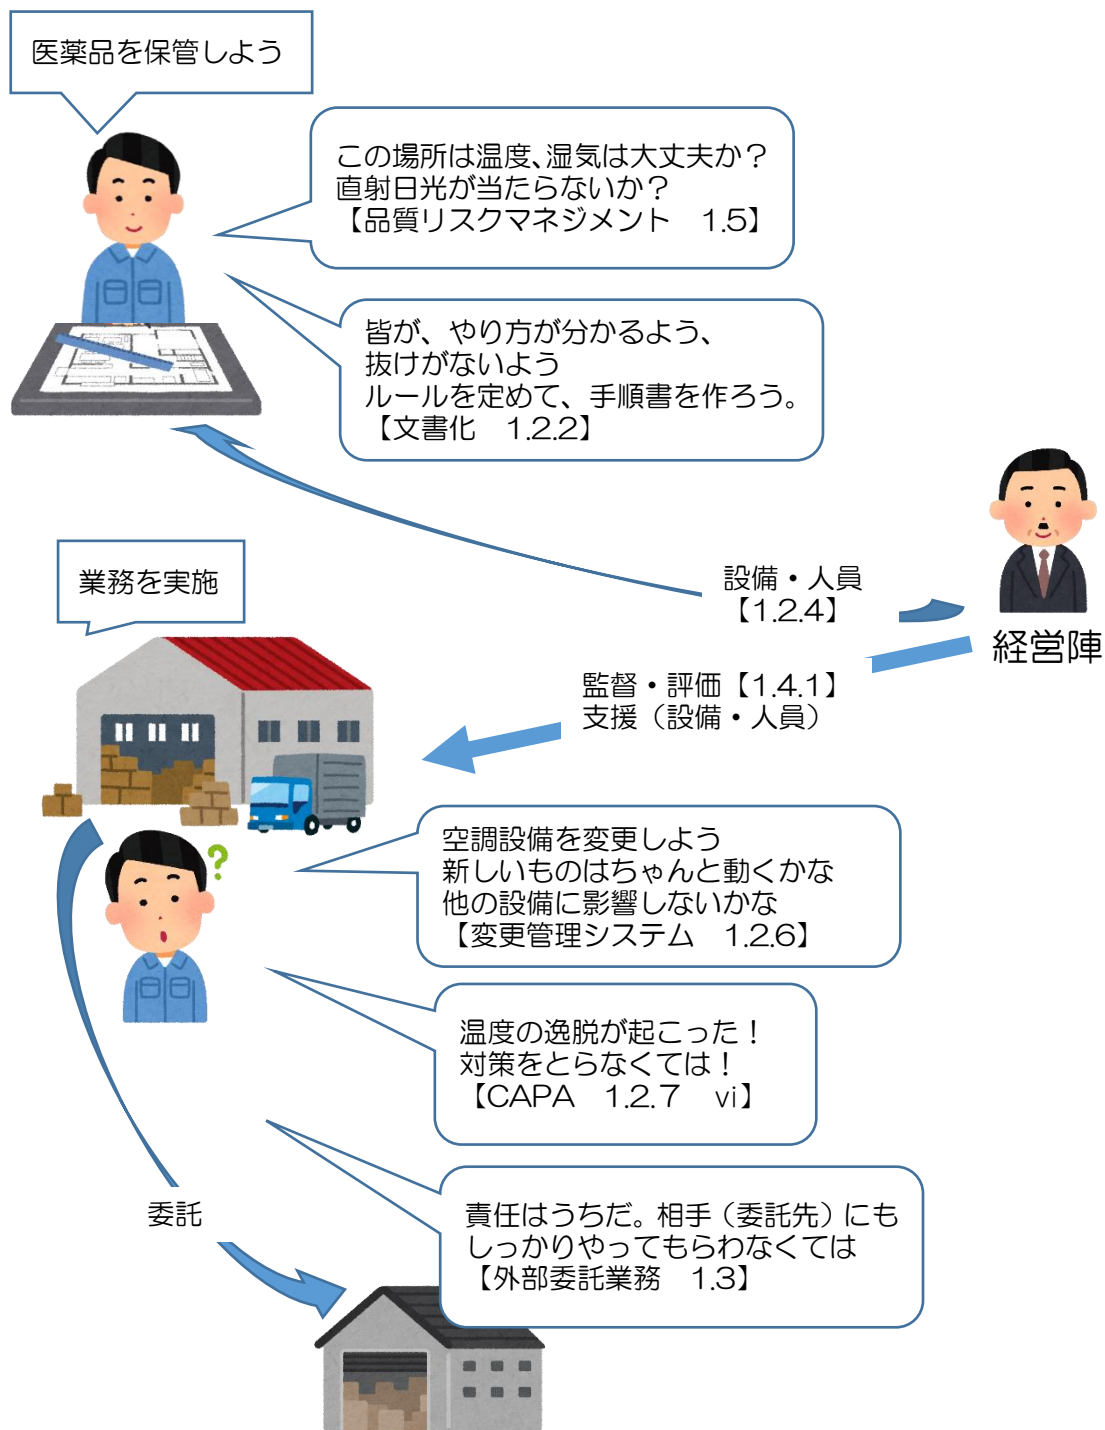 医薬品を保管しよう
この場所は温度、湿気は大丈夫か？
直射日光が当たらないか？
【品質リスクマネジメント　1.5】
皆が、やり方が分かるよう、
抜けがないよう
ルールを定めて、手順書を作ろう。
【文書化　1.2.2】
設備・人員
【1.2.4】
経営陣
業務を実施
監督・評価【1.4.1】
支援（設備・人員）
空調設備を変更しよう
新しいものはちゃんと動くかな
他の設備に影響しないかな
【変更管理システム　1.2.6】
温度の逸脱が起こった！
対策をとらなくては！
【CAPA　1.2.7　vi】
委託
責任はうちだ。相手（委託先）にも
しっかりやってもらわなくては
【外部委託業務　1.3】